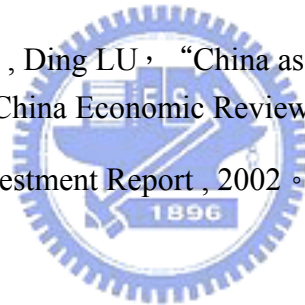 , Ding LU，“China as
China Economic Review
estment Report , 2002。
1896